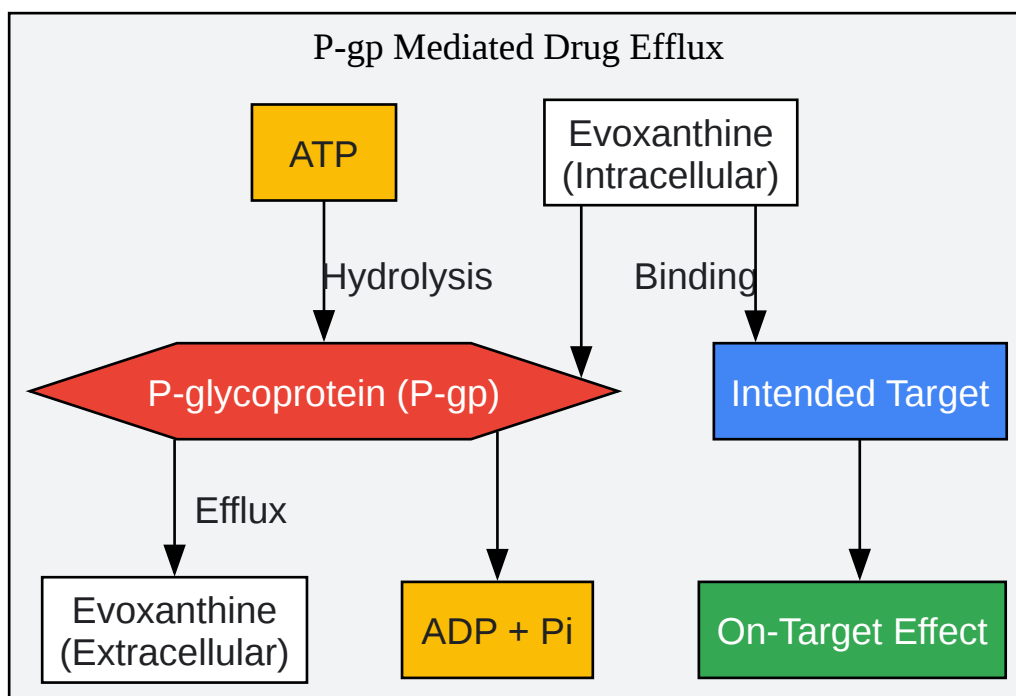 P-gp Mediated Drug Efflux
ATP
Evoxanthine
(Intracellular)
Hydrolysis
Binding
P-glycoprotein (P-gp)
Intended Target
Efflux
Evoxanthine
(Extracellular)
ADP + Pi
On-Target Effect